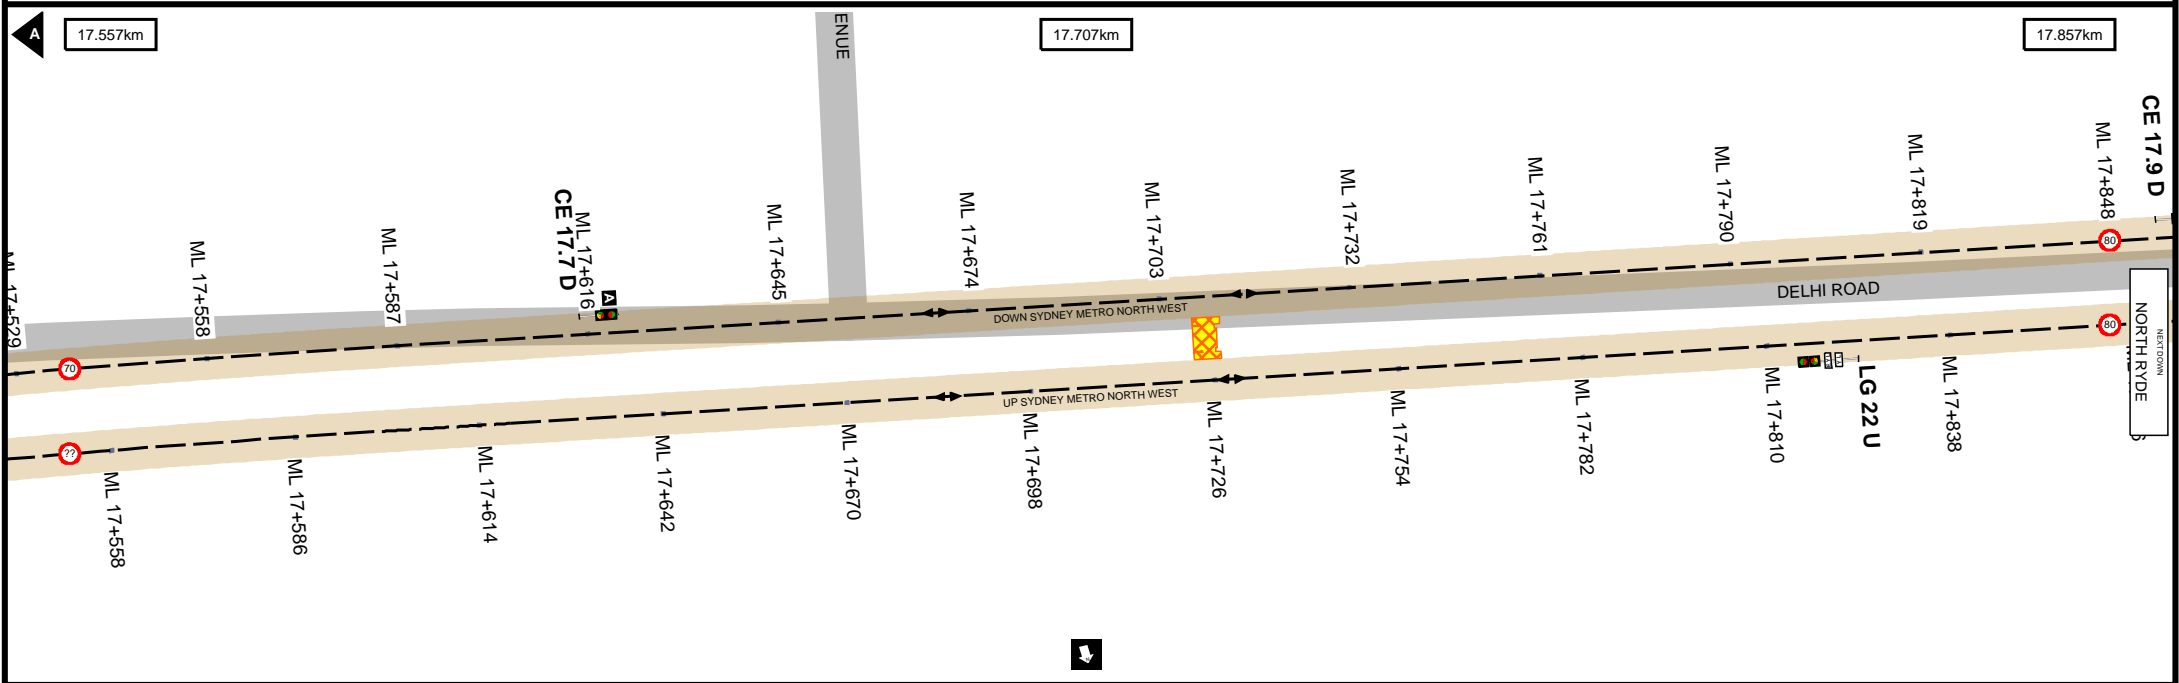 A
17.557km
17.707km
17.857km
ENUE
CE 17.9 D
ML 17+848
ML 17+819
ML 17+790
ML 17+761
ML 17+732
ML 17+703
ML 17+674
ML 17+645
CE 17.7 D
ML 17+616
A
ML 17+587
ML 17+558
ML 17+529
80
DELHI ROAD
DOWN SYDNEY METRO NORTH WEST
70
80
NEXT DOWN
NORTH RYDE
LG 22 U
UP SYDNEY METRO NORTH WEST
??
ML 17+558
ML 17+586
ML 17+614
ML 17+642
ML 17+670
ML 17+698
ML 17+726
ML 17+754
ML 17+782
ML 17+810
ML 17+838